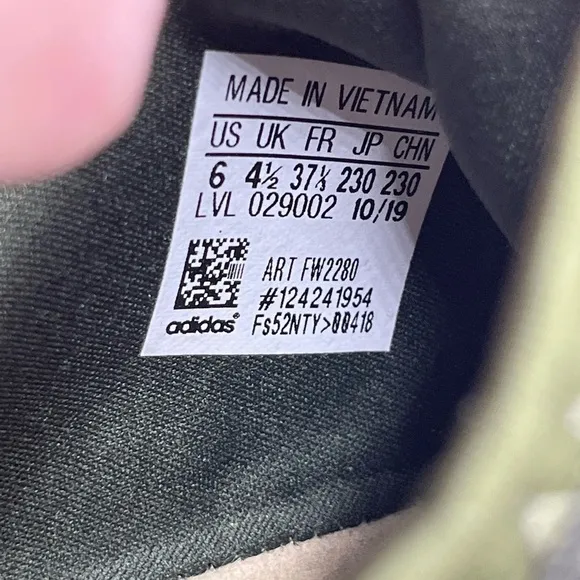 MADE IN VIETNAM
US UK FR JP CHN
6 4½ 37⅓ 230 230
LVL 029002 10/19
ART FW2280
#124241954
adidas® Fs52NTY>00418